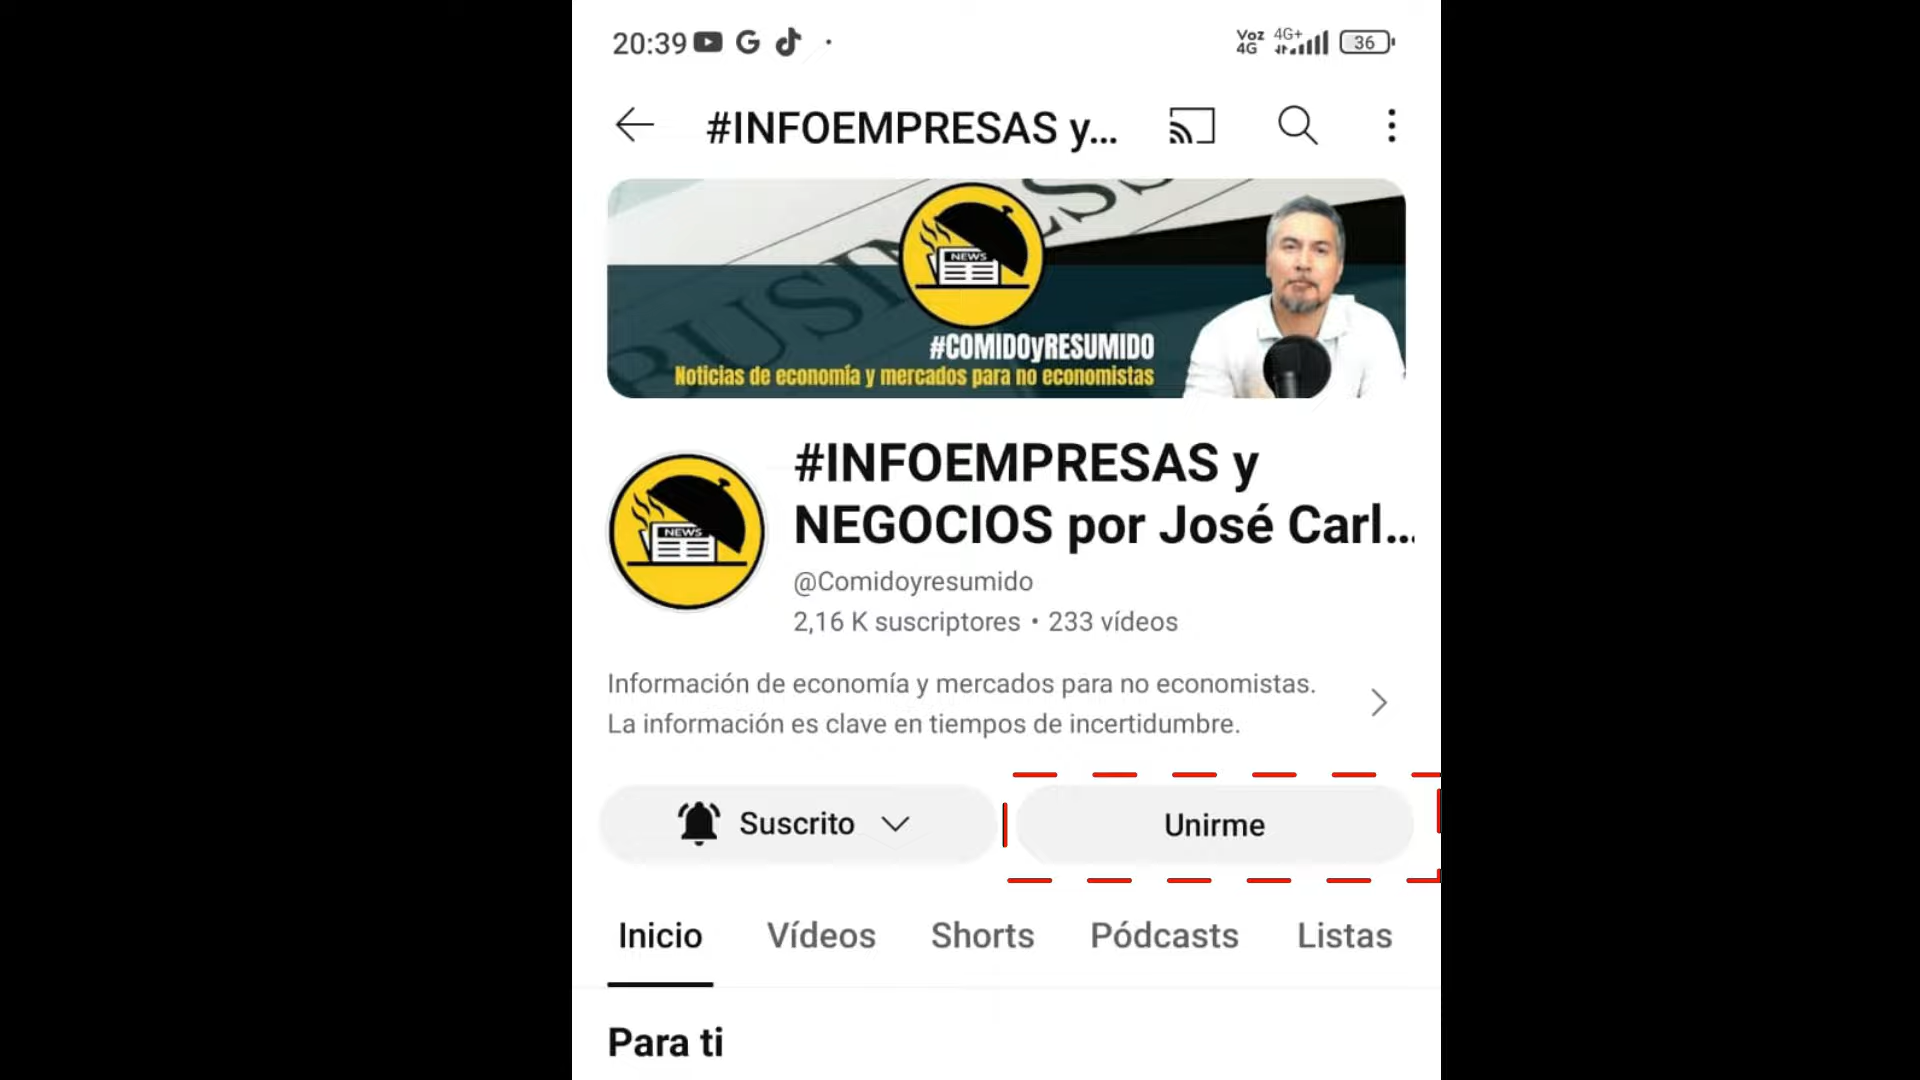 20:39
Voz 4G
4G+
36
#INFOEMPRESAS y...
BUSINESS
NEWS
#COMIDOyRESUMIDO
Noticias de economía y mercados para no economistas
NEWS
#INFOEMPRESAS y
NEGOCIOS por José Carl...
@Comidoyresumido
2,16 K suscriptores • 233 vídeos
Información de economía y mercados para no economistas.
La información es clave en tiempos de incertidumbre.
Suscrito
Unirme
Inicio Vídeos Shorts Pódcasts Listas
Para ti